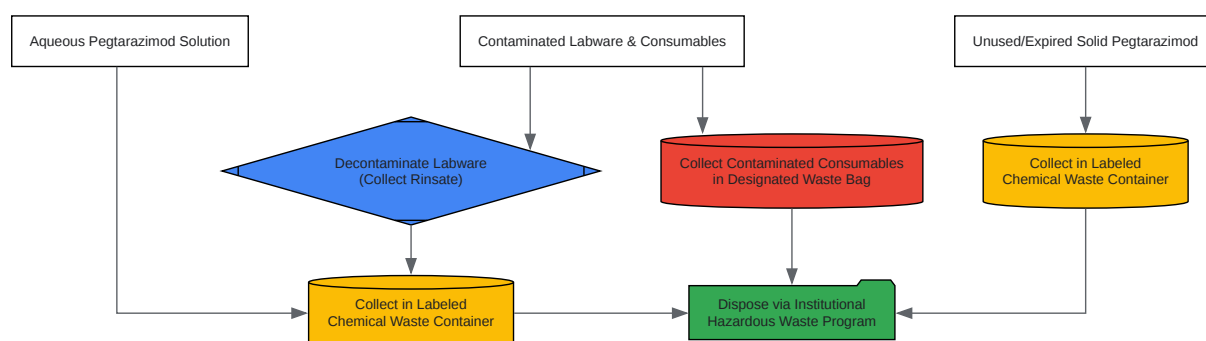 Aqueous Pegtarazimod Solution
Contaminated Labware & Consumables
Unused/Expired Solid Pegtarazimod
Decontaminate Labware
(Collect Rinsate)
Collect Contaminated Consumables
in Designated Waste Bag
Collect in Labeled
Chemical Waste Container
Collect in Labeled
Chemical Waste Container
Dispose via Institutional
Hazardous Waste Program